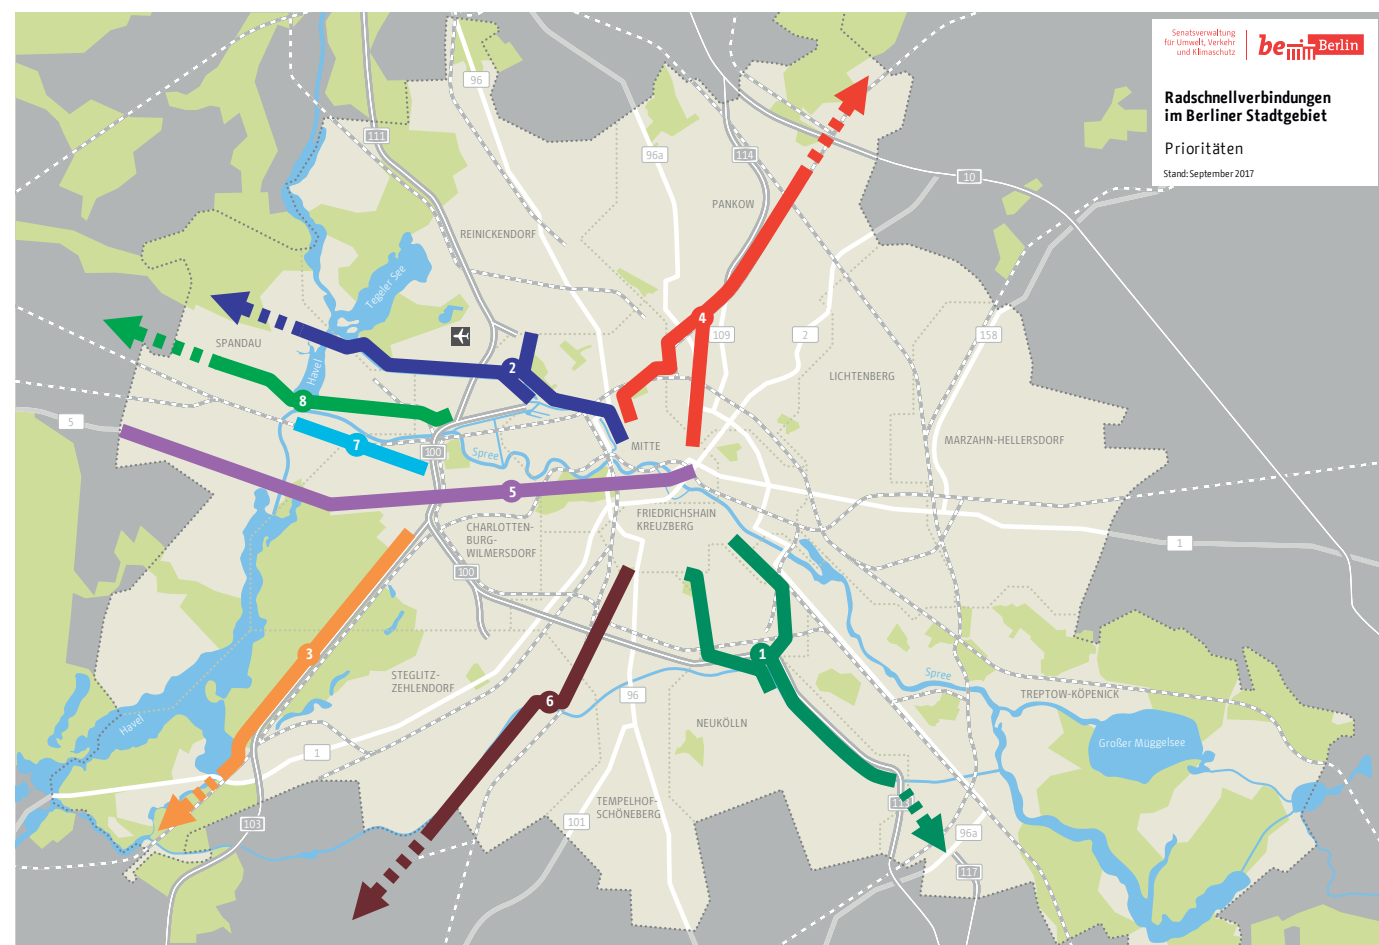 Senatsverwaltung
für Umwelt, Verkehr
und Klimaschutz
be Berlin
Radschnellverbindungen
im Berliner Stadtgebiet
Prioritäten
Stand: September 2017
96
111
96a
114
10
PANKOW
REINICKENDORF
Tegeler See
4
109
2
158
SPANDAU
Havel
2
LICHTENBERG
8
5
MARZAHN-HELLERSDORF
7
100
Spree
MITTE
5
FRIEDRICHSHAIN
KREUZBERG
CHARLOTTEN-
BURG-
WILMERSDORF
1
100
3
1
STEGLITZ-
ZEHLENDORF
Spree
TREPTOW-KÖPENICK
6
96
NEUKÖLLN
Havel
Großer Müggelsee
1
TEMPELHOF-
SCHÖNEBERG
113
103
101
96a
117